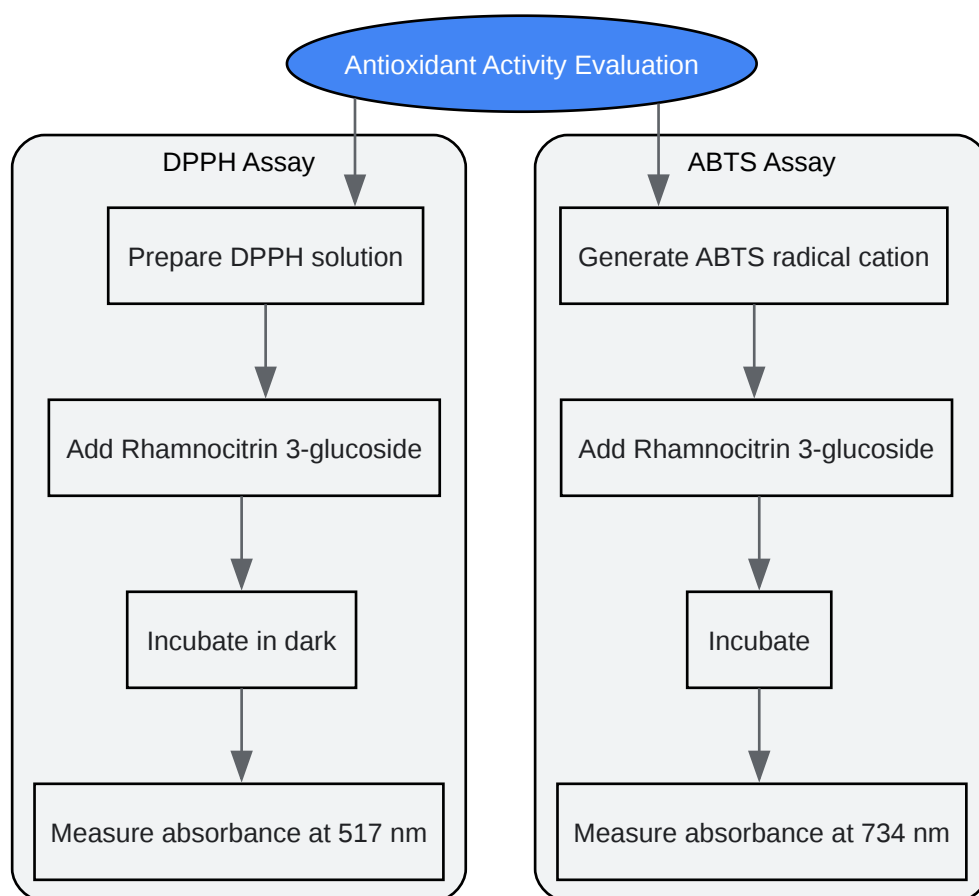 Antioxidant Activity Evaluation
DPPH Assay
Prepare DPPH solution
Add Rhamnocitrin 3-glucoside
Incubate in dark
Measure absorbance at 517 nm
ABTS Assay
Generate ABTS radical cation
Add Rhamnocitrin 3-glucoside
Incubate
Measure absorbance at 734 nm